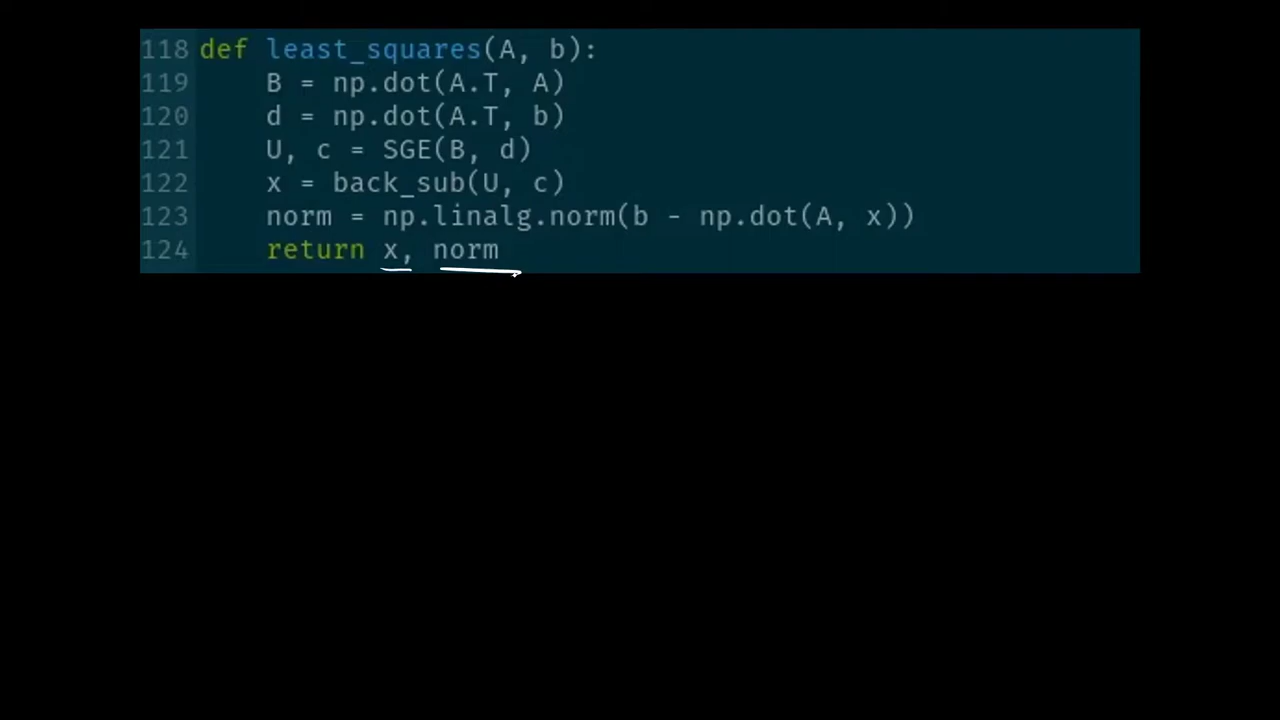 118 def least_squares(A, b):
119     B = np.dot(A.T, A)
120     d = np.dot(A.T, b)
121     U, c = SGE(B, d)
122     x = back_sub(U, c)
123     norm = np.linalg.norm(b - np.dot(A, x))
124     return x, norm